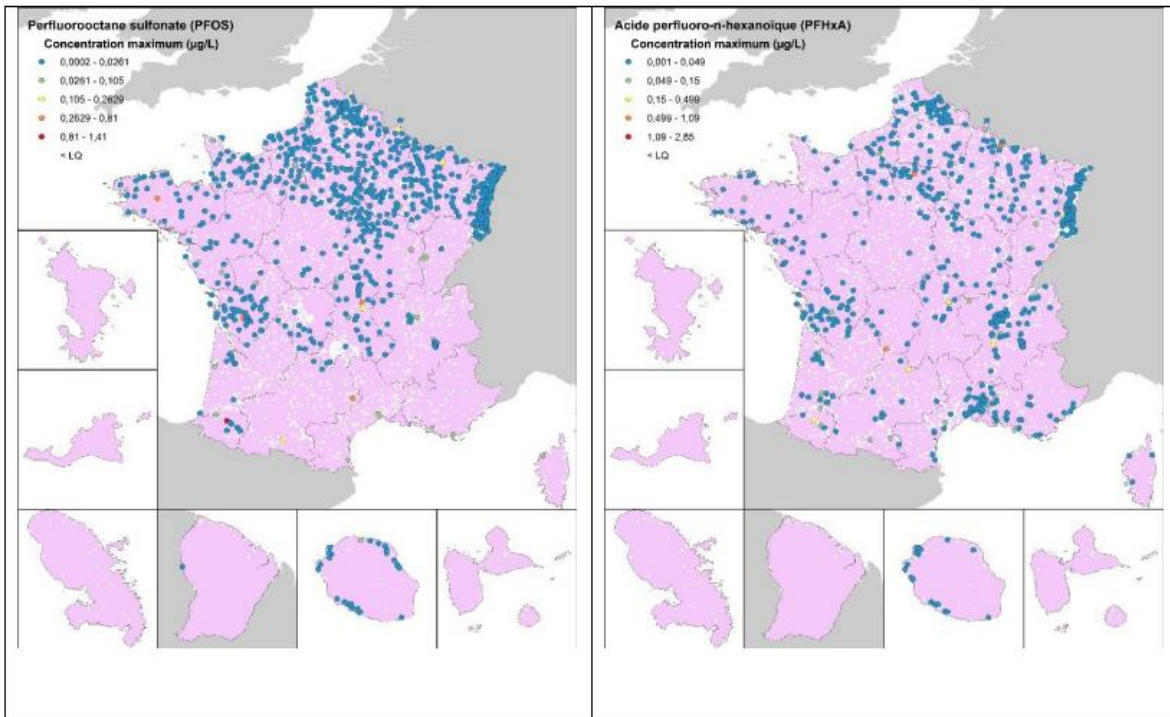 Perfluorooctane sulfonate (PFOS)
Concentration maximum (µg/L)
0,0002 - 0,0261
0,0261 - 0,105
0,105 - 0,2629
0,2629 - 0,81
0,81 - 1,41
< LQ
Acide perfluoro-n-hexanoïque (PFHxA)
Concentration maximum (µg/L)
0,001 - 0,049
0,049 - 0,15
0,15 - 0,499
0,499 - 1,09
1,09 - 2,85
< LQ